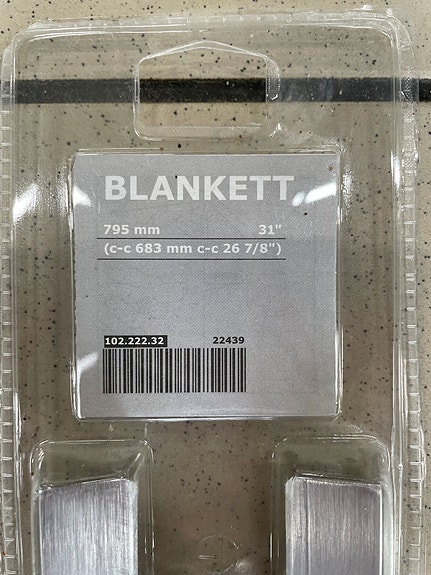 BLANKETT
795 mm 31"
(c-c 683 mm c-c 26 7/8")
102.222.32 22439